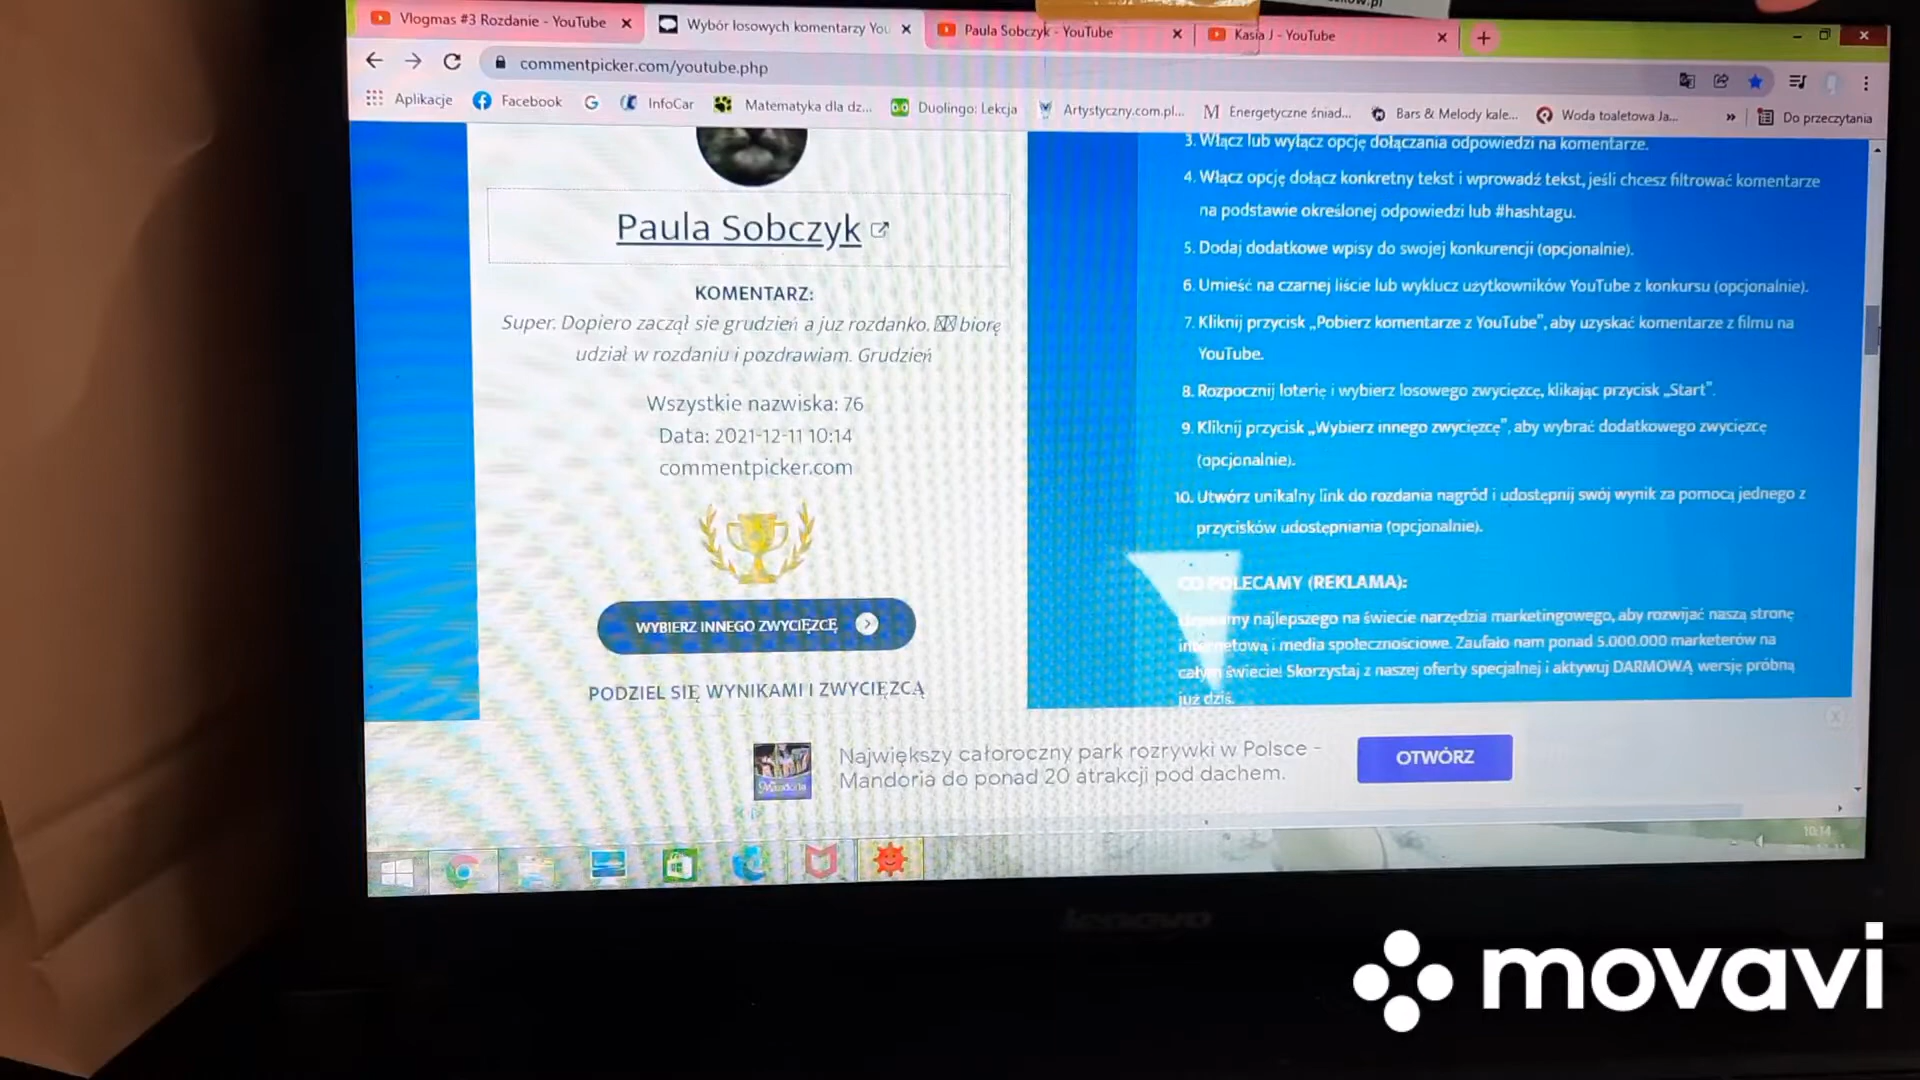 Vlogmas #3 Rozdanie - YouTube
Wybór losowych komentarzy You
Paula Sobczyk - YouTube
Kasia J - YouTube
commentpicker.com/youtube.php
Aplikacje
Facebook
InfoCar
Matematyka dla dz...
Duolingo: Lekcja
Artystyczny.com.pl...
Energetyczne śniad...
Bars & Melody kale...
Woda toaletowa Ja...
»
Do przeczytania
Paula Sobczyk
KOMENTARZ:
Super. Dopiero zaczął sie grudzień a juz rozdanko. biorę
udział w rozdaniu i pozdrawiam. Grudzień
Wszystkie nazwiska: 76
Data: 2021-12-11 10:14
commentpicker.com
WYBIERZ INNEGO ZWYCIĘZCĘ
PODZIEL SIĘ WYNIKAMI I ZWYCIĘZCĄ
3. Włącz lub wyłącz opcję dołączania odpowiedzi na komentarze.
4. Włącz opcję dołącz konkretny tekst i wprowadź tekst, jeśli chcesz filtrować komentarze
na podstawie określonej odpowiedzi lub #hashtagu.
5. Dodaj dodatkowe wpisy do swojej konkurencji (opcjonalnie).
6. Umieść na czarnej liście lub wyklucz użytkowników YouTube z konkursu (opcjonalnie).
7. Kliknij przycisk „Pobierz komentarze z YouTube”, aby uzyskać komentarze z filmu na
YouTube.
8. Rozpocznij loterię i wybierz losowego zwycięzcę, klikając przycisk „Start”.
9. Kliknij przycisk „Wybierz innego zwycięzcę”, aby wybrać dodatkowego zwycięzcę
(opcjonalnie).
10. Utwórz unikalny link do rozdania nagród i udostępnij swój wynik za pomocą jednego z
przycisków udostępniania (opcjonalnie).
CO POLECAMY (REKLAMA):
najlepszego na świecie narzędzia marketingowego, aby rozwijać naszą stronę
internetową i media społecznościowe. Zaufało nam ponad 5.000.000 marketerów na
całym świecie! Skorzystaj z naszej oferty specjalnej i aktywuj DARMOWĄ wersję próbną
już dziś.
Mandoria
Największy całoroczny park rozrywki w Polsce -
Mandoria do ponad 20 atrakcji pod dachem.
OTWÓRZ
10:14
lenovo
movavi